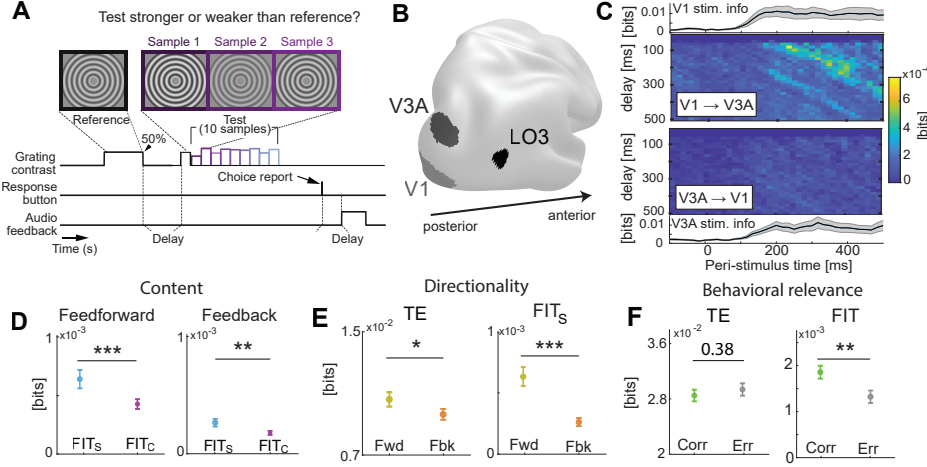 A
Test stronger or weaker than reference?
Sample 1
Sample 2
Sample 3
Reference
Test
(10 samples)
50%
Grating
contrast
Choice report
Response
button
Audio
feedback
Time (s)
Delay
Delay
B
V3A
LO3
V1
posterior
anterior
C
V1 stim. info
0.01
0
[bits]
delay [ms]
100
300
500
V1 → V3A
delay [ms]
100
300
500
V3A → V1
V3A stim. info
[bits]
0.01
0
0
200
400
Peri-stimulus time [ms]
8
6
4
2
0
[bits]
Content
D
Feedforward
Feedback
1
x10⁻³
***
[bits]
0
FITS
FITC
1
x10⁻³
**
0
FITS
FITC
Directionality
E
TE
FITS
1.5
x10⁻²
*
[bits]
0.7
Fwd
Fbk
1
x10⁻³
***
0
Fwd
Fbk
Behavioral relevance
F
TE
FIT
x10⁻²
3.6
2.8
2
0.38
[bits]
Corr
Err
x10⁻³
2
1
0
**
Corr
Err